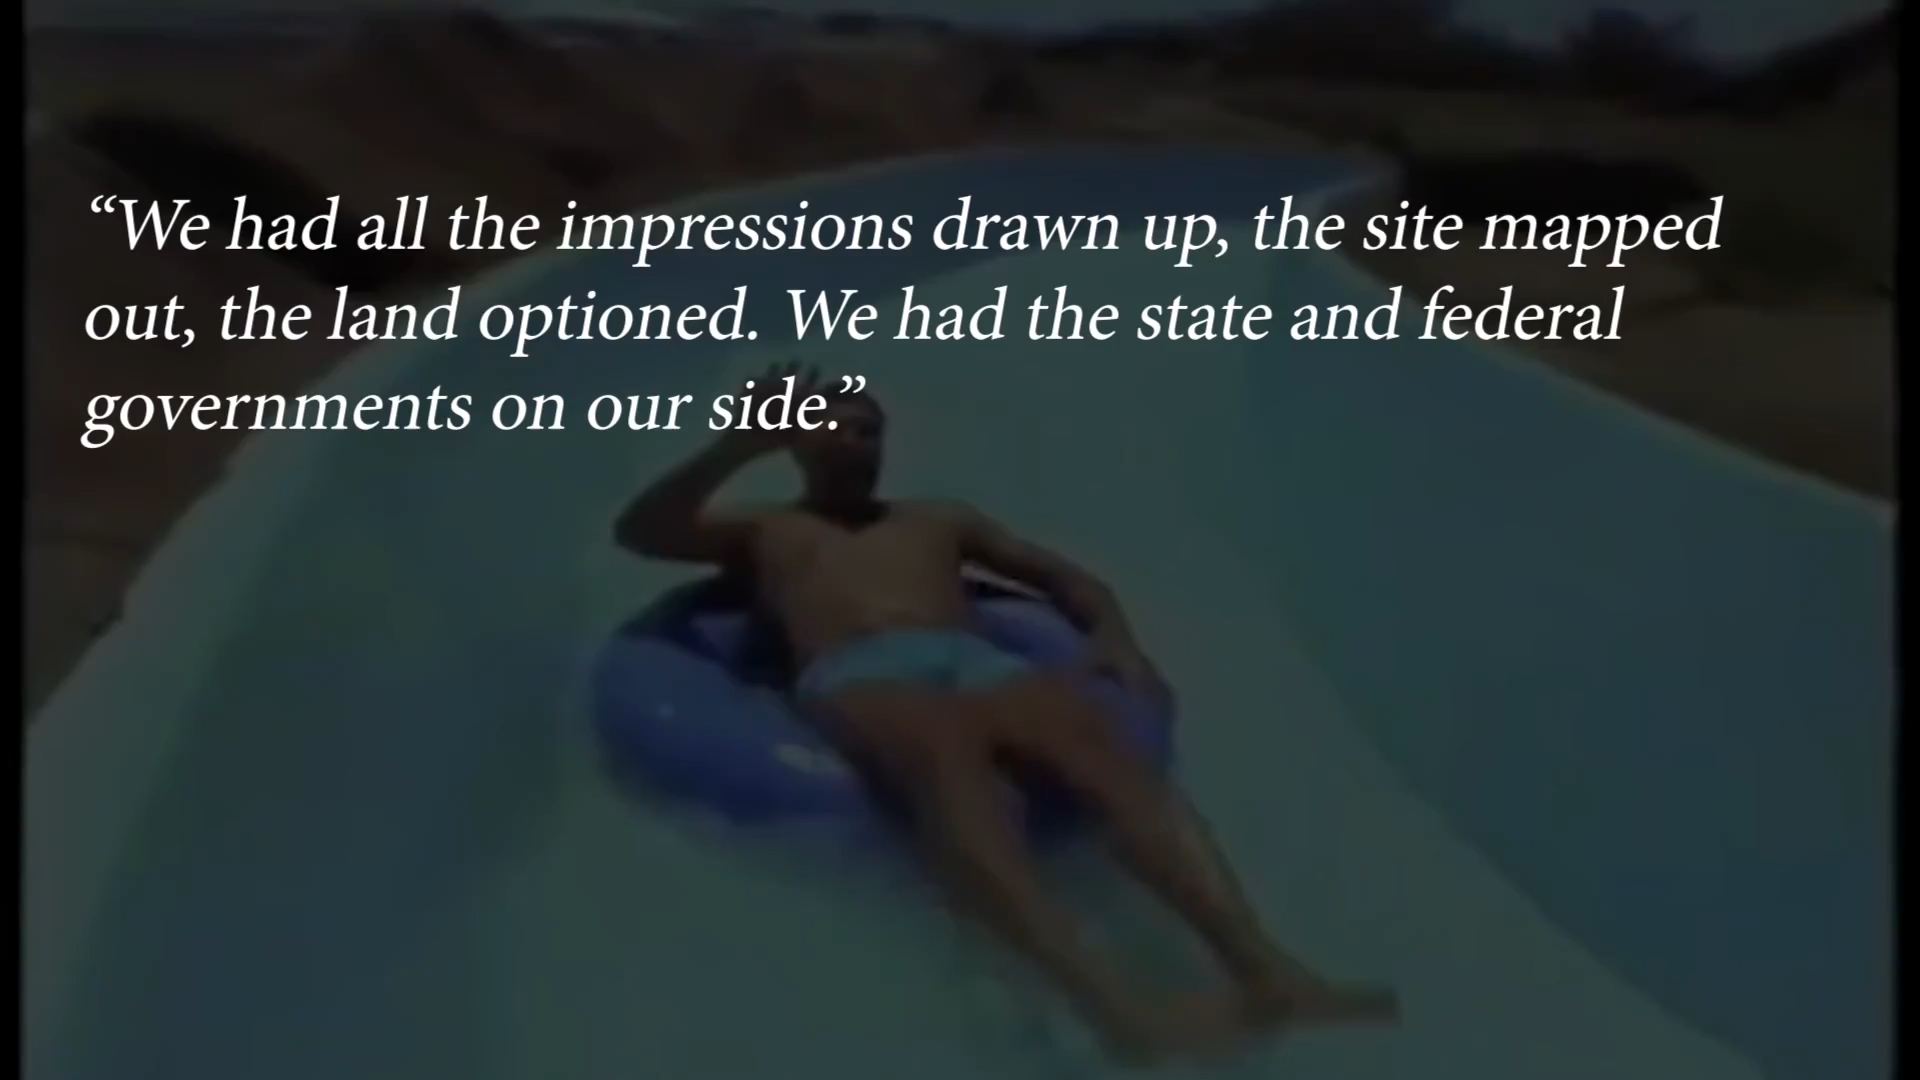 “We had all the impressions drawn up, the site mapped
out, the land optioned. We had the state and federal
governments on our side.”